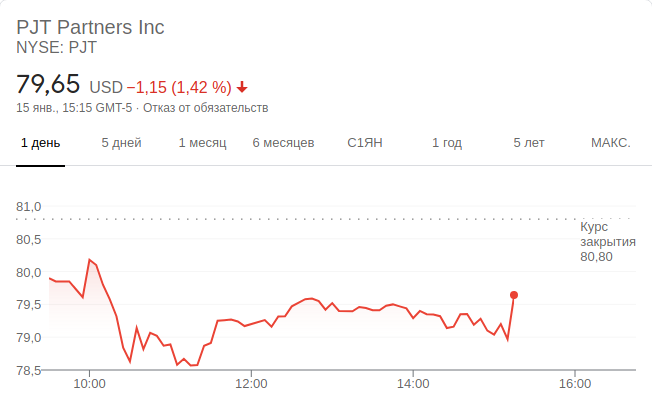 PJT Partners Inc
NYSE: PJT
79,65 USD −1,15 (1,42 %)
15 янв., 15:15 GMT-5 · Отказ от обязательств
1 день 5 дней 1 месяц 6 месяцев С1ЯН 1 год 5 лет МАКС.
81,0
Курс
80,5 закрытия
80,80
80,0
79,5
79,0
78,5
10:00 12:00 14:00 16:00